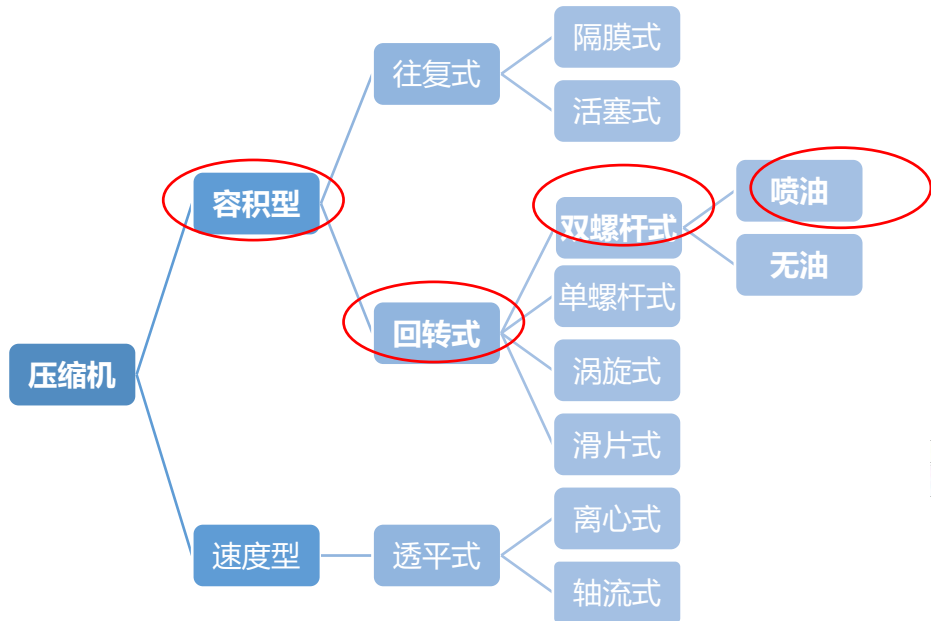 隔膜式
往复式
活塞式
容积型
喷油
双螺杆式
无油
单螺杆式
回转式
压缩机
涡旋式
滑片式
离心式
速度型
透平式
轴流式